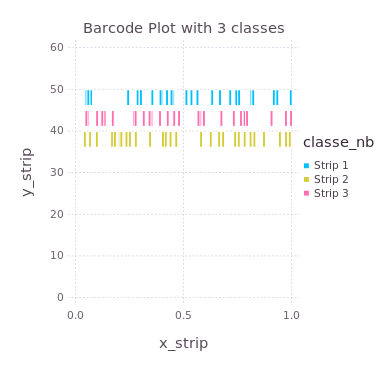 Barcode Plot with 3 classes
60
50
40
30
20
10
0
y_strip
0.0
0.5
1.0
x_strip
classe_nb
Strip 1
Strip 2
Strip 3